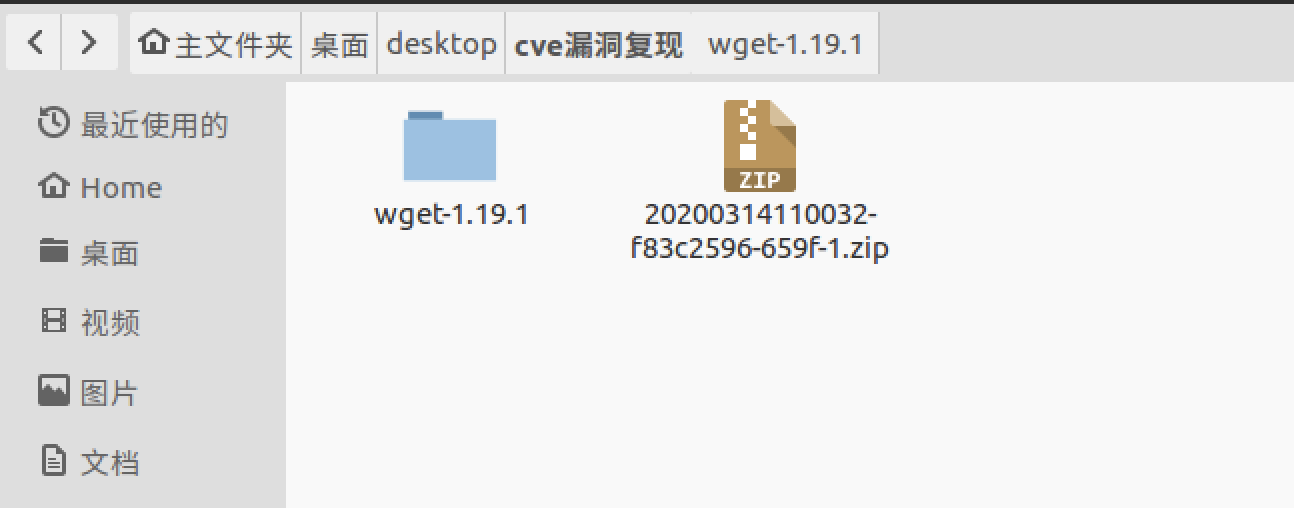 主文件夹 桌面 desktop cve漏洞复现 wget-1.19.1
最近使用的
Home
桌面
视频
图片
文档
wget-1.19.1
ZIP
20200314110032-
f83c2596-659f-1.zip